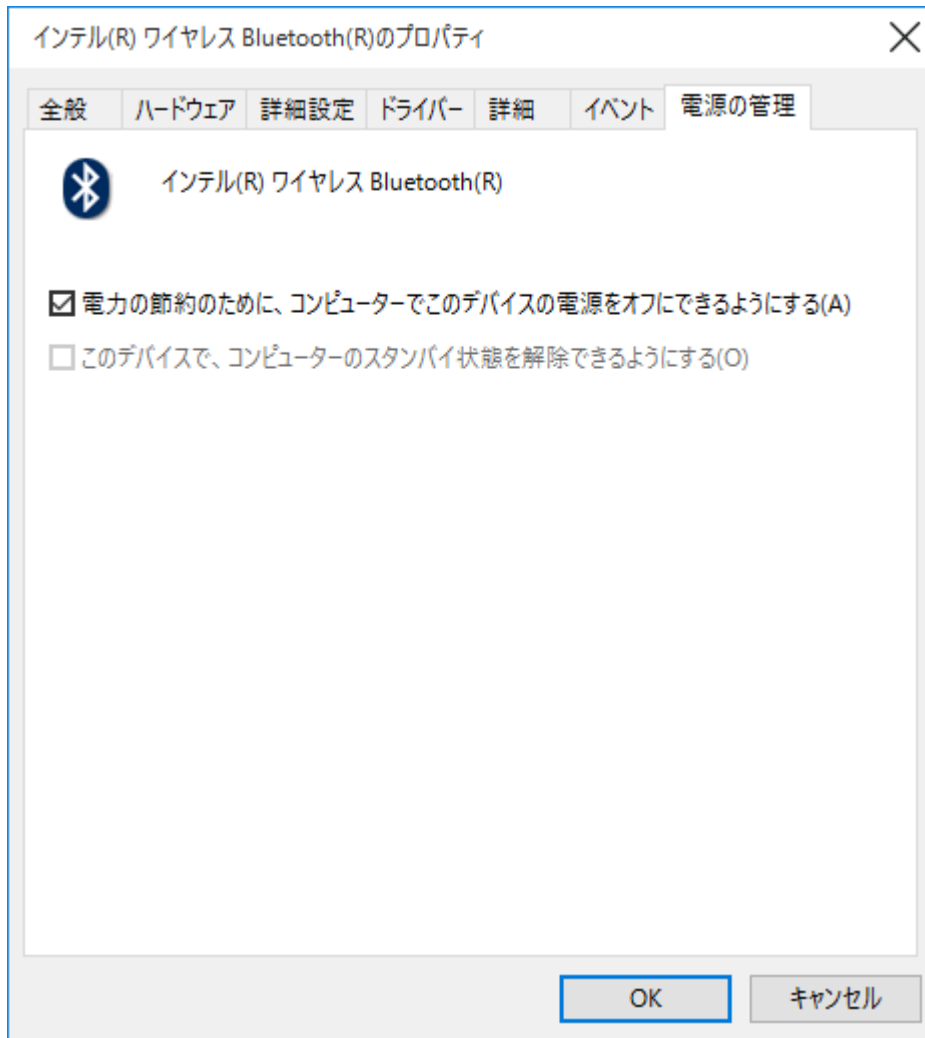 インテル(R) ワイヤレス Bluetooth(R)のプロパティ
全般 ハードウェア 詳細設定 ドライバー 詳細 イベント 電源の管理
インテル(R) ワイヤレス Bluetooth(R)
電力の節約のために、コンピューターでこのデバイスの電源をオフにできるようにする(A)
このデバイスで、コンピューターのスタンバイ状態を解除できるようにする(O)
OK キャンセル